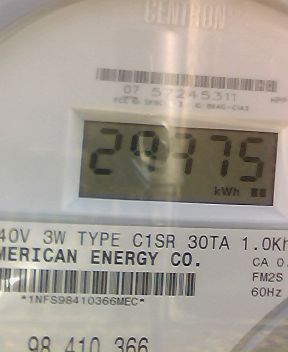 CENTRON
07 57245311
kWh
40V 3W TYPE C1SR 30TA 1.0Kh
MERICAN ENERGY CO.
CA 0.
FM2S
*1NFS98410366MEC*
60Hz
98 410 366